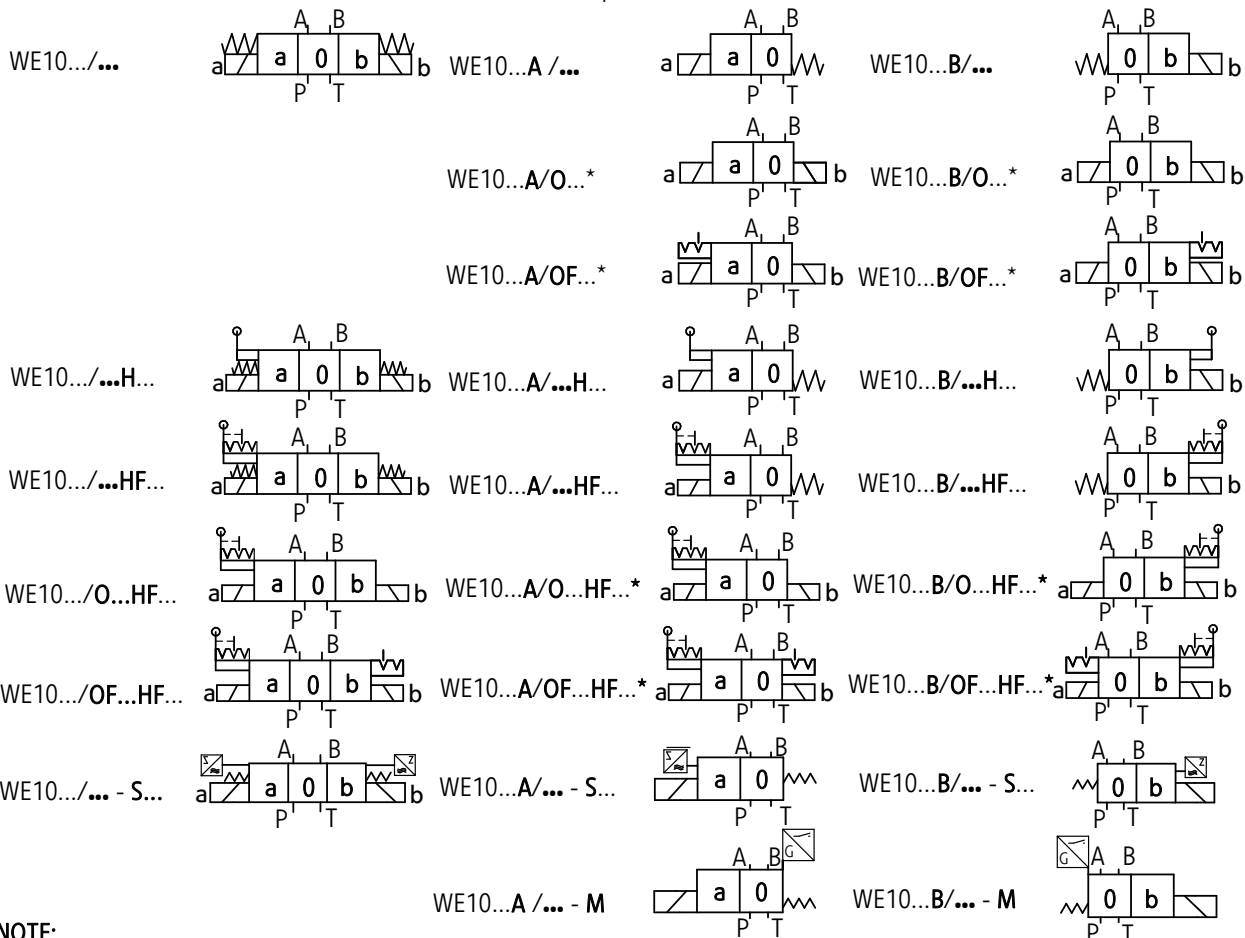 A B A B A B
WE10.../... a a 0 b b WE10...A /... a a 0 WE10...B/... 0 b b
P T P T P T
A B A B
WE10...A/O...* a a 0 b WE10...B/O...* a 0 b b
P T P T
A B A B
WE10...A/OF...* a a 0 b WE10...B/OF...* a 0 b b
P T P T
A B A B A B
WE10.../...H... a a 0 b b WE10...A/...H... a a 0 WE10...B/...H... 0 b b
P T P T P T
A B A B A B
WE10.../...HF... a a 0 b b WE10...A/...HF... a a 0 WE10...B/...HF... 0 b b
P T P T P T
A B A B A B
WE10.../O...HF... a a 0 b b WE10...A/O...HF...* a a 0 b WE10...B/O...HF...* a 0 b b
P T P T P T
A B A B A B
WE10.../OF...HF... a a 0 b b WE10...A/OF...HF...* a a 0 b WE10...B/OF...HF...* a 0 b b
P T P T P T
A B A B A B
WE10.../... - S... a a 0 b b WE10...A/... - S... a 0 WE10...B/... - S... 0 b
P T P T P T
A B G G A B
WE10...A /... - M a 0 WE10...B/... - M 0 b
P T P T
NOTE: